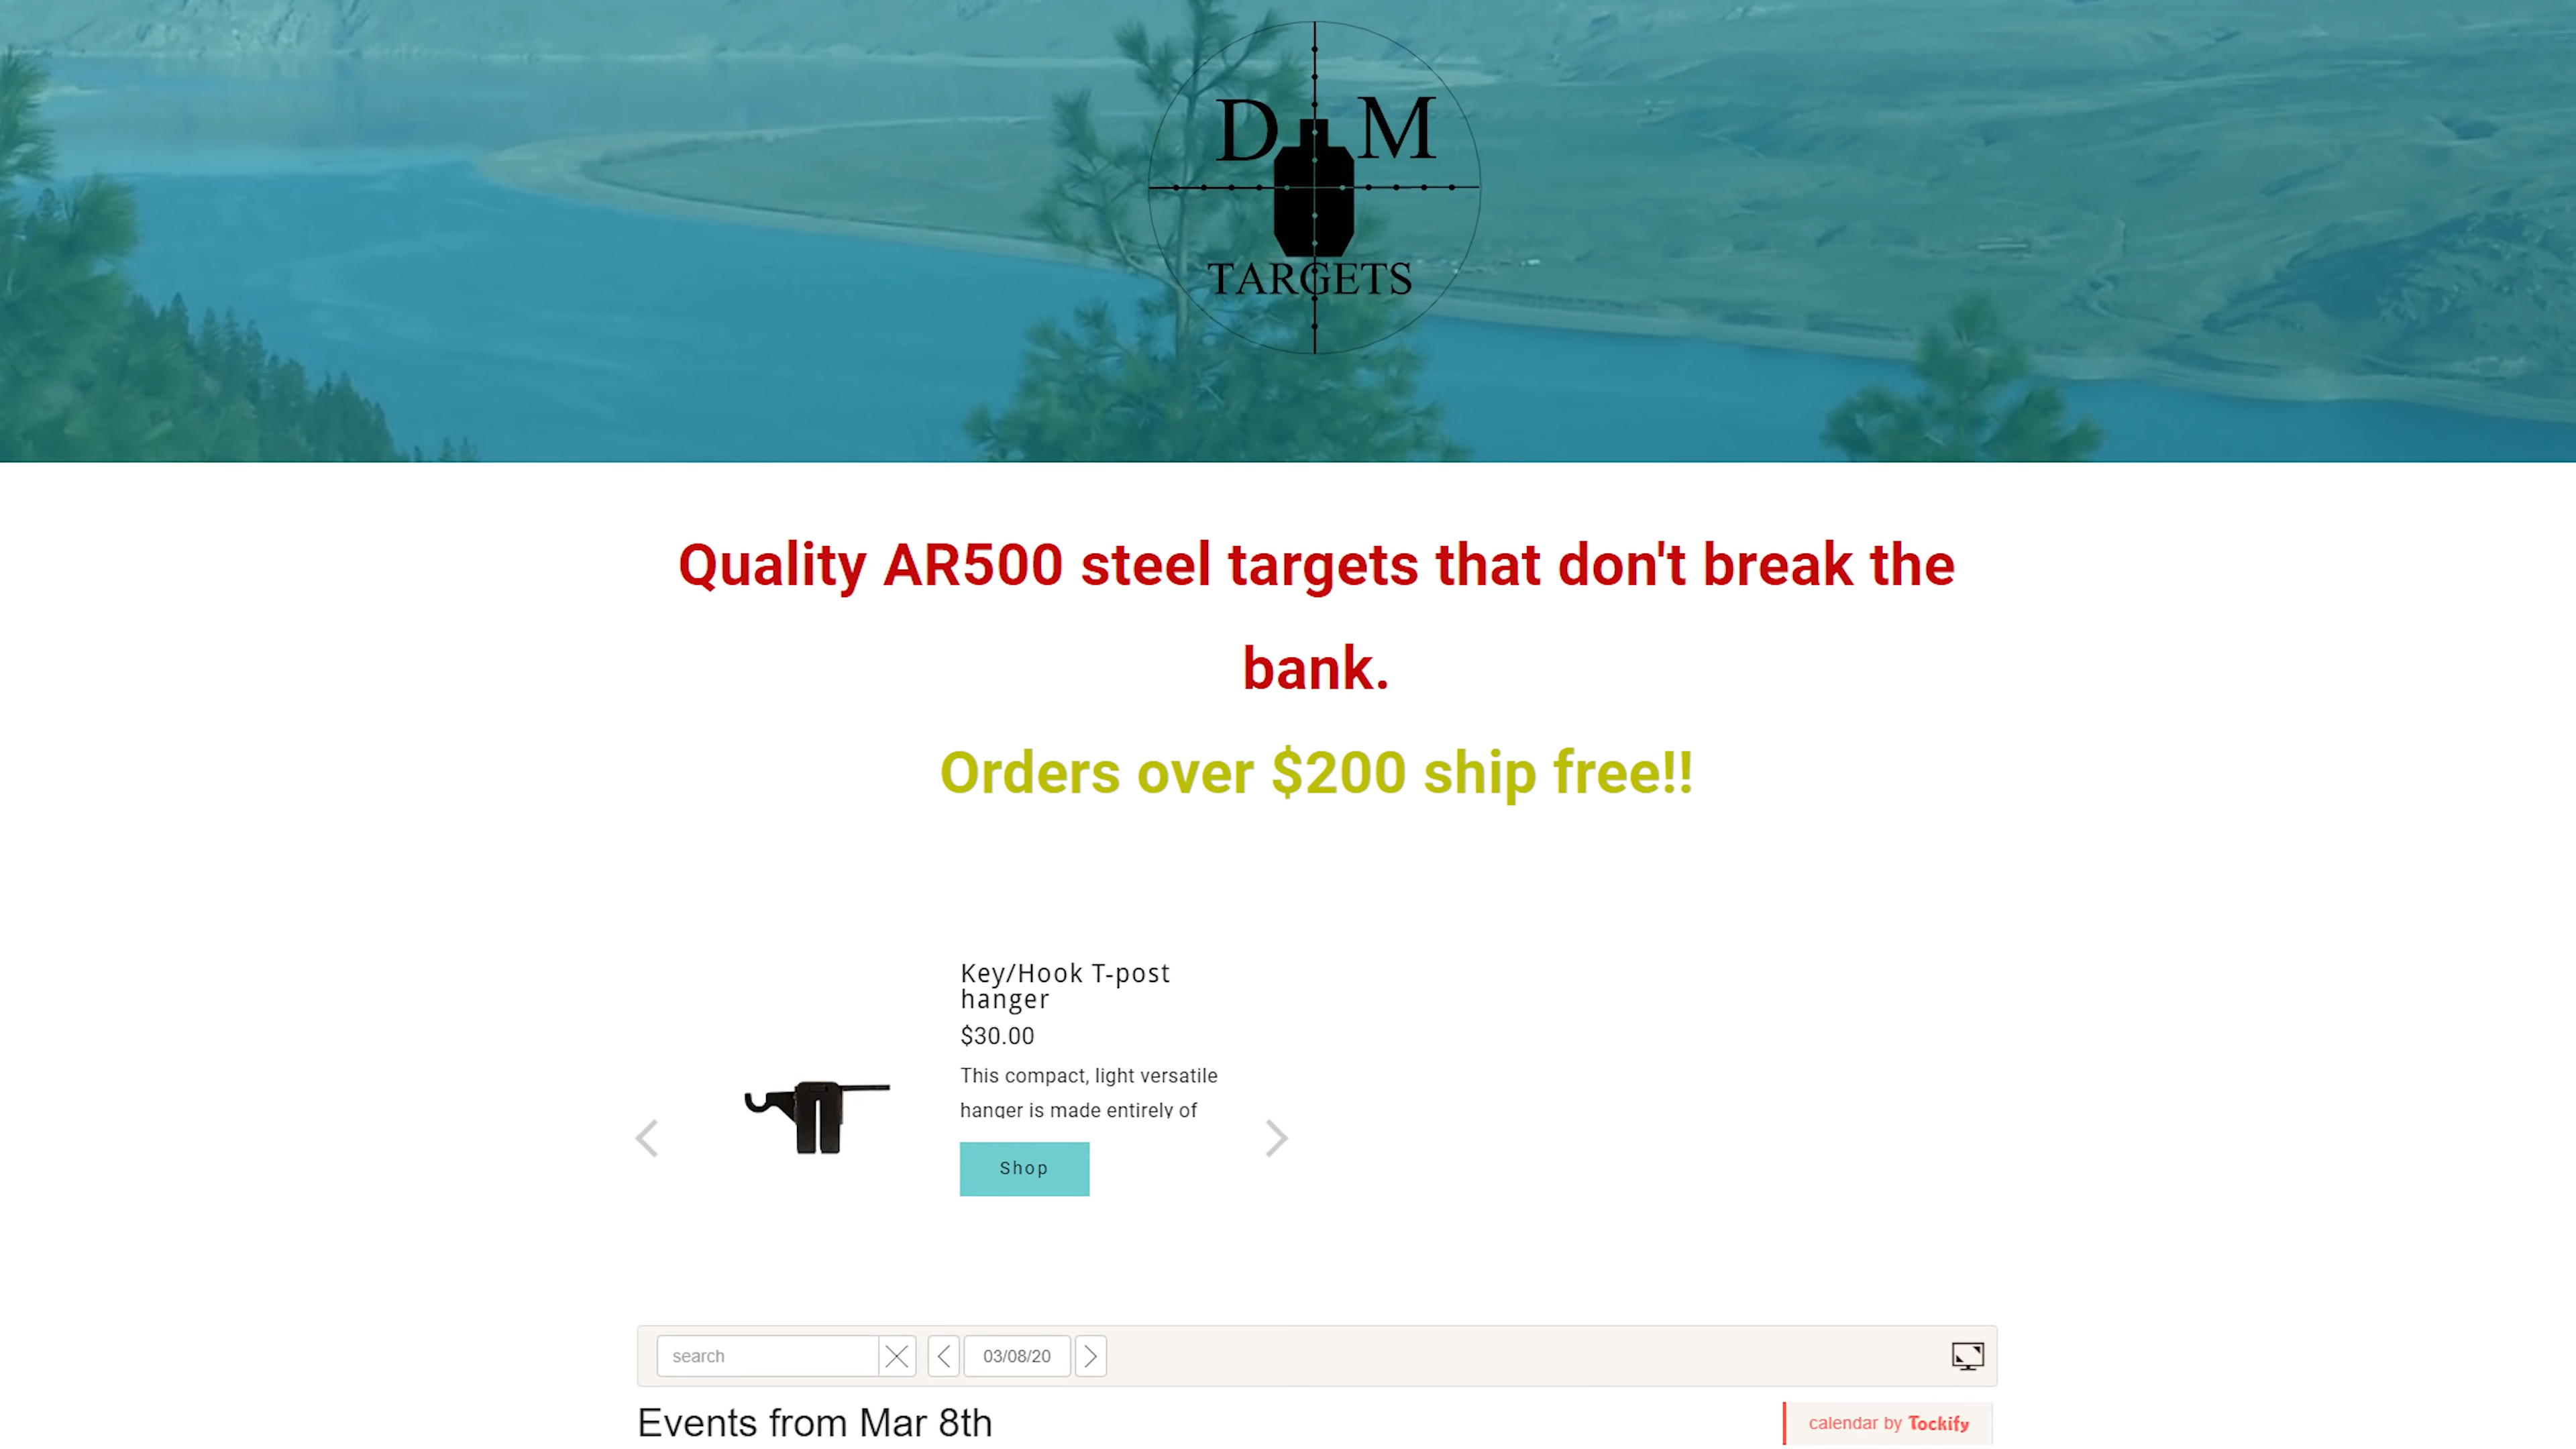 D M
TARGETS
Quality AR500 steel targets that don't break the
bank.
Orders over $200 ship free!!
Key/Hook T-post
hanger
$30.00
This compact, light versatile
hanger is made entirely of
Shop
search
03/08/20
Events from Mar 8th
calendar by Tockify